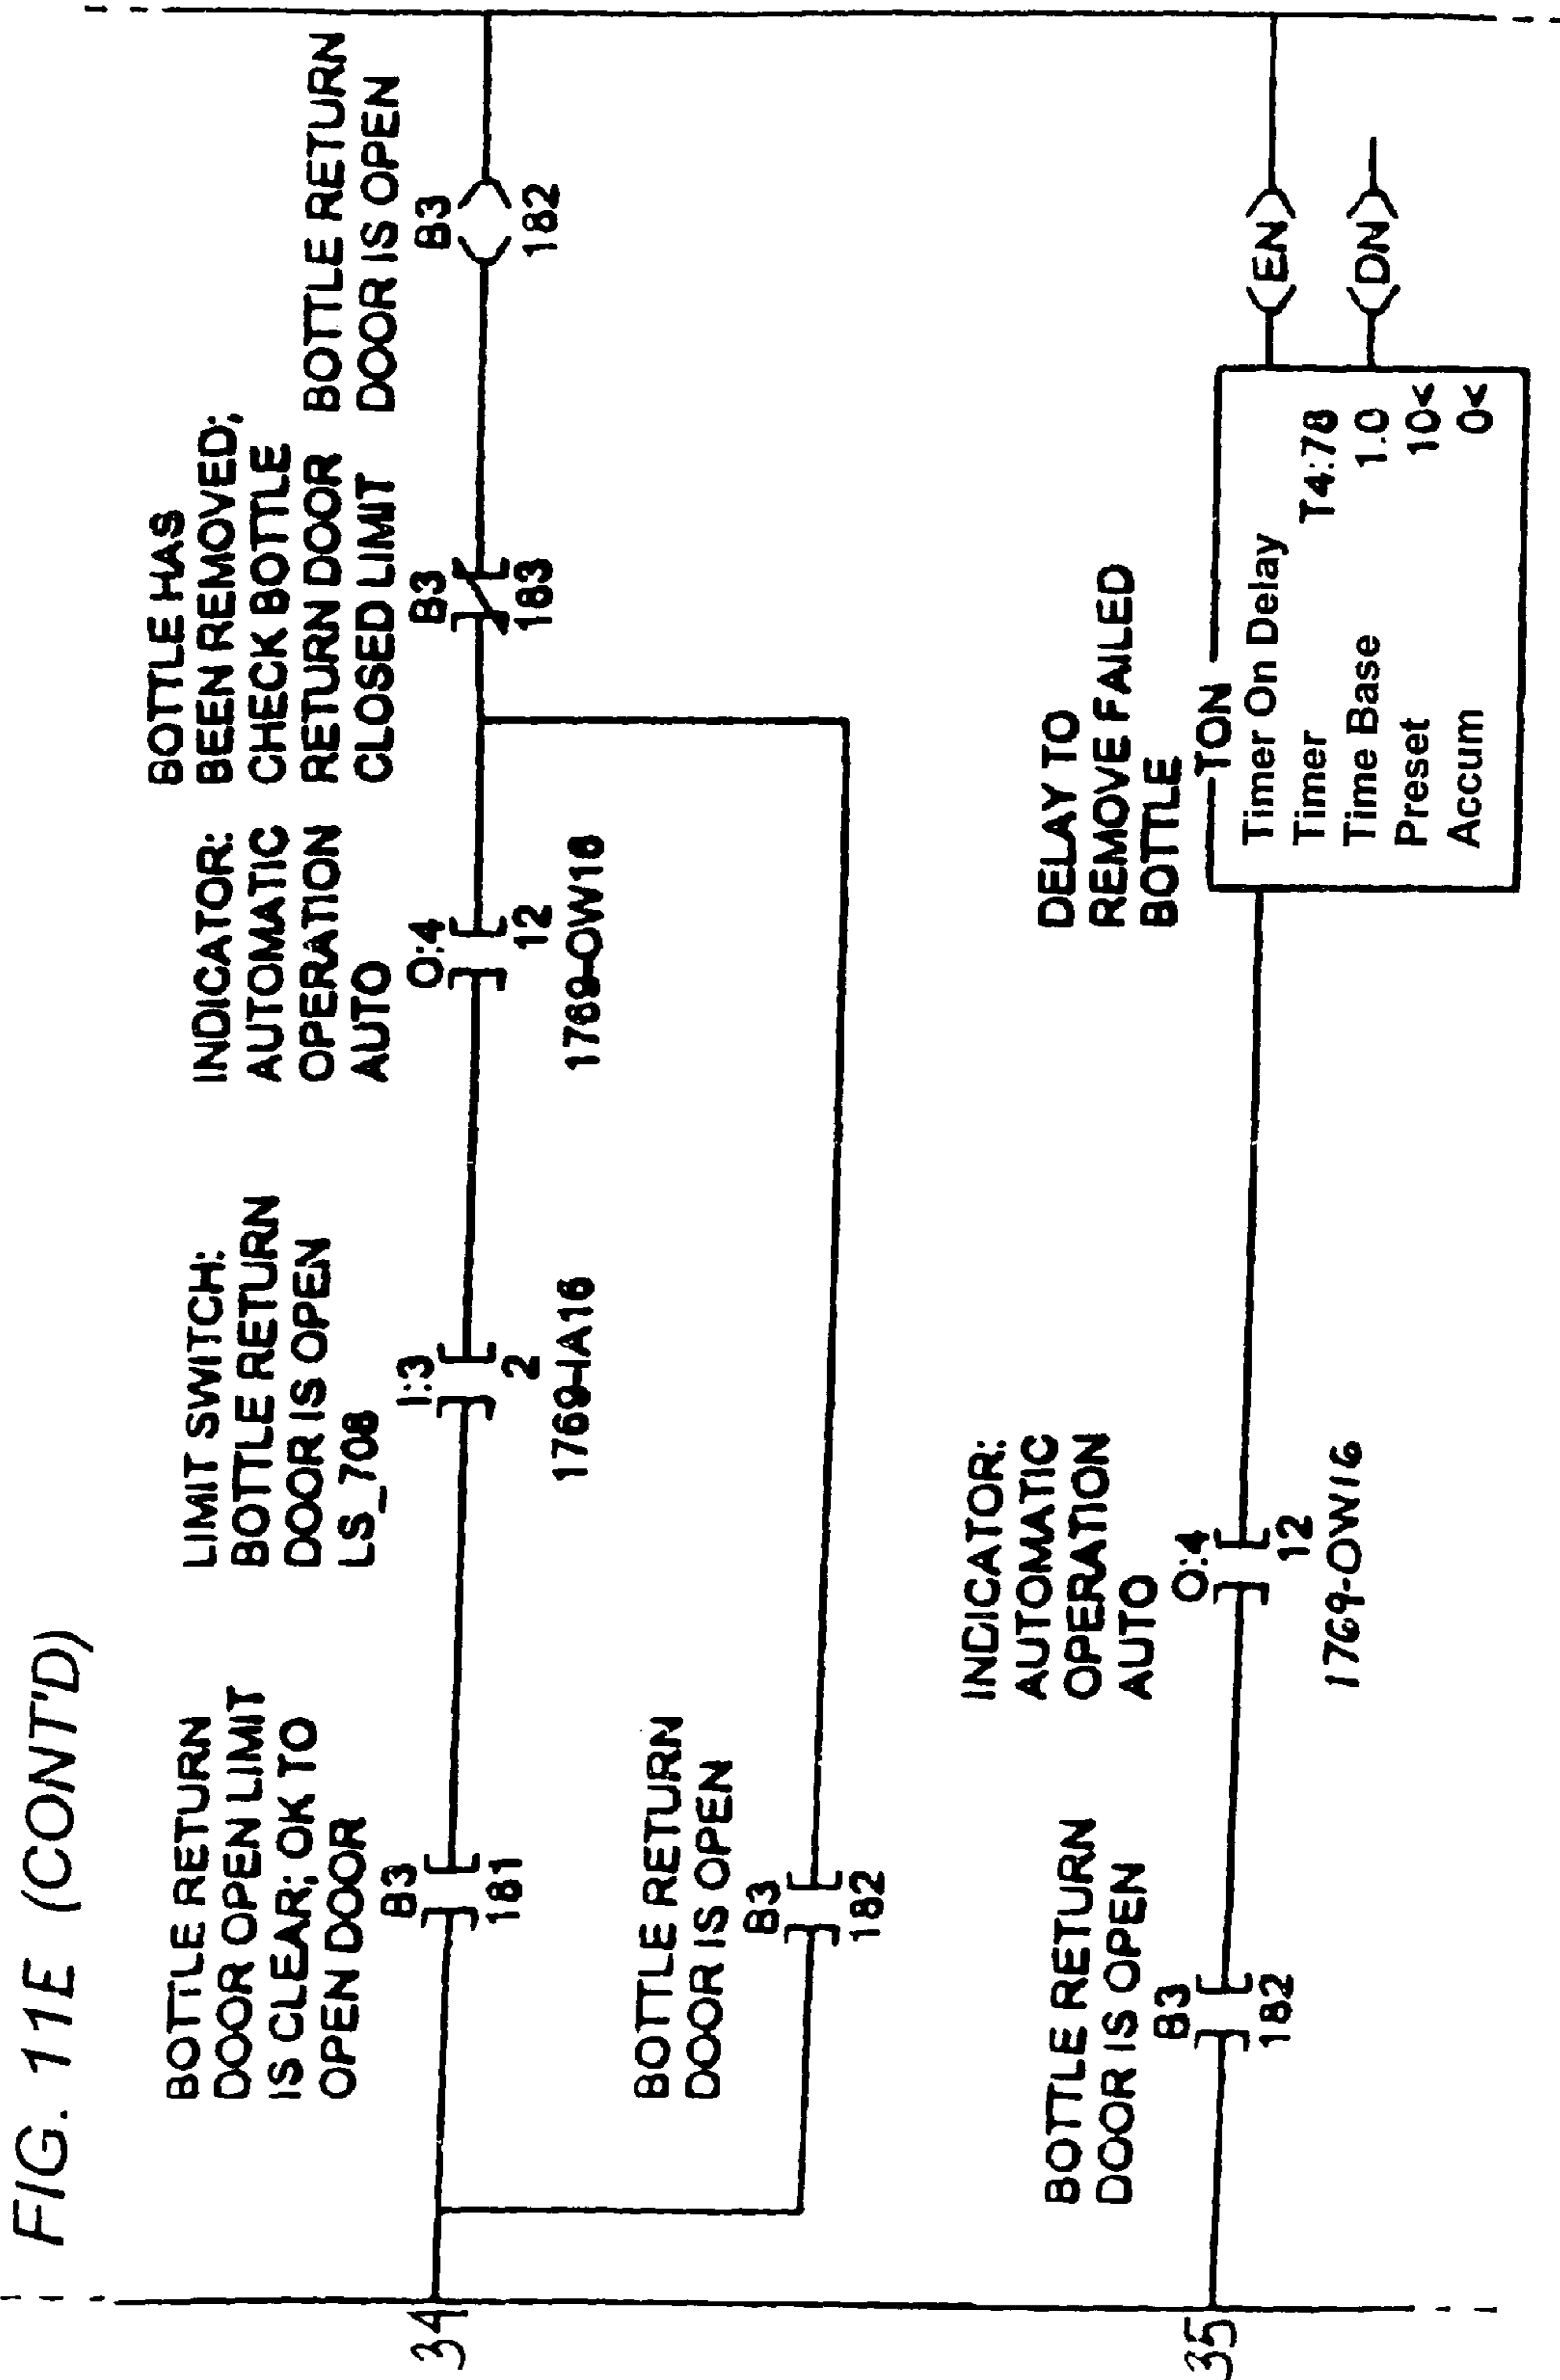 FIG. 11E (CONT'D)
34
BOTTLE RETURN
DOOR OPEN LIMIT
IS CLEAR; OK TO
OPEN DOOR
B3
181
LIMIT SWITCH:
BOTTLE RETURN
DOOR IS OPEN
LS_708
I:3
2
1769-IA16
INDICATOR:
AUTOMATIC
OPERATION
AUTO
O:4
12
1769-OW16
BOTTLE HAS
BEEN REMOVED;
CHECK BOTTLE
RETURN DOOR
CLOSED LIMIT
B3
183
BOTTLE RETURN
DOOR IS OPEN
B3
182
BOTTLE RETURN
DOOR IS OPEN
B3
182
35
BOTTLE RETURN
DOOR IS OPEN
B3
182
INDICATOR:
AUTOMATIC
OPERATION
AUTO
O:4
12
1769-OW16
DELAY TO
REMOVE FAILED
BOTTLE
TON
Timer On Delay
Timer T4:78
Time Base 1.0
Preset 10<
Accum 0<
EN
DN